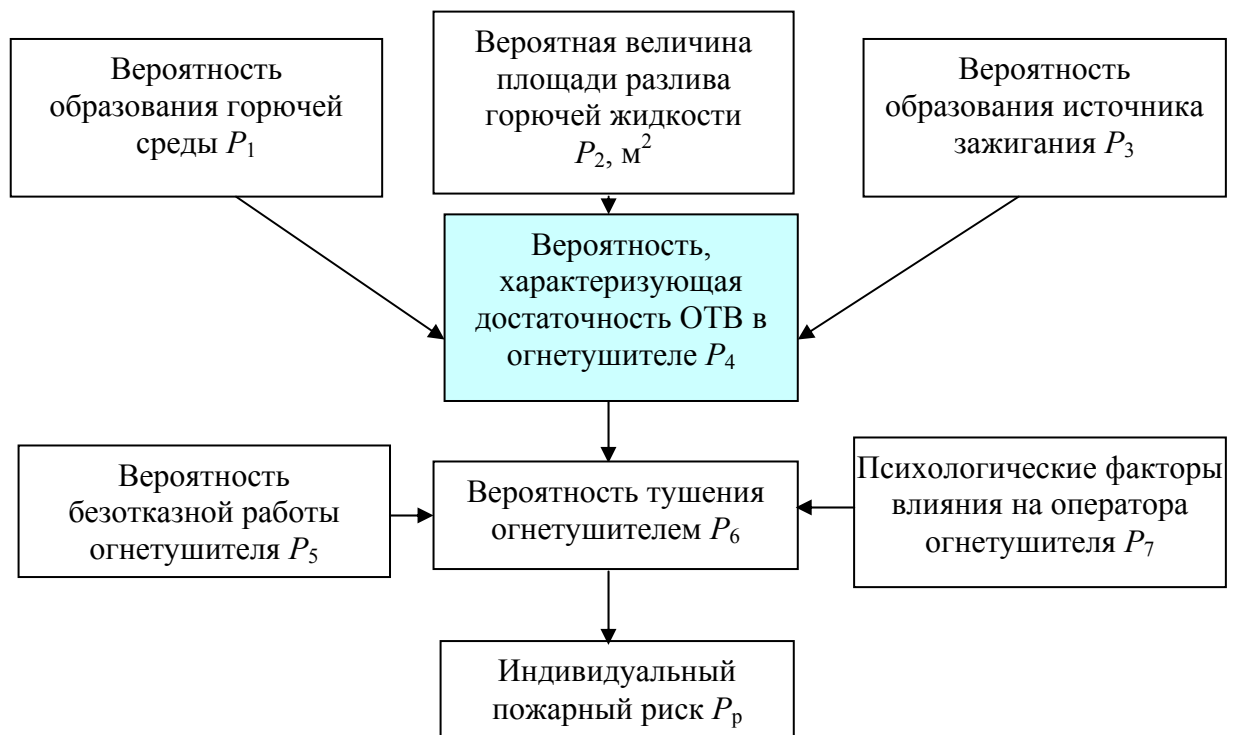 Вероятность
образования горючей
среды P₁
Вероятная величина
площади разлива
горючей жидкости
P₂, м²
Вероятность
образования источника
зажигания P₃
Вероятность,
характеризующая
достаточность ОТВ в
огнетушителе P₄
Вероятность
безотказной работы
огнетушителя P₅
Вероятность тушения
огнетушителем P₆
Психологические факторы
влияния на оператора
огнетушителя P₇
Индивидуальный
пожарный риск Pₚ